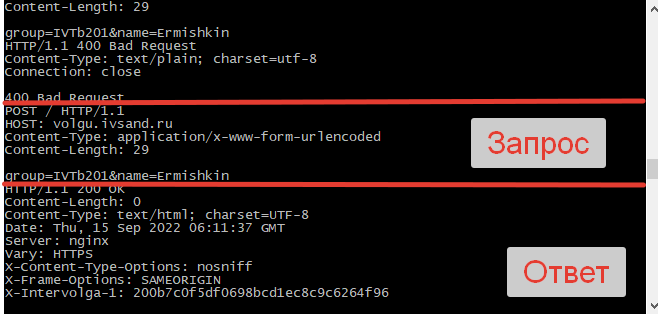 Content-Length: 29

group=IVTb201&name=Ermishkin
HTTP/1.1 400 Bad Request
Content-Type: text/plain; charset=utf-8
Connection: close

400 Bad Request
POST / HTTP/1.1
HOST: volgu.ivsand.ru
Content-Type: application/x-www-form-urlencoded
Content-Length: 29
Запрос

group=IVTb201&name=Ermishkin
HTTP/1.1 200 OK
Content-Length: 0
Content-Type: text/html; charset=UTF-8
Date: Thu, 15 Sep 2022 06:11:37 GMT
Server: nginx
Vary: HTTPS
X-Content-Type-Options: nosniff
X-Frame-Options: SAMEORIGIN
X-Intervolga-1: 200b7c0f5df0698bcd1ec8c9c6264f96
Ответ